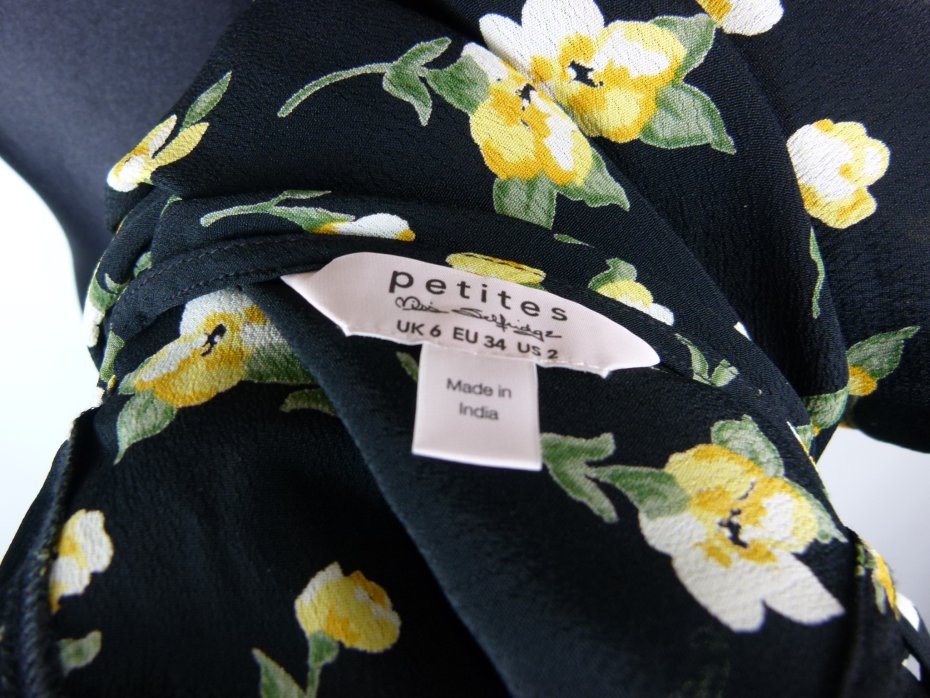 petites
Miss Selfridge
UK 6 EU 34 US 2
Made in
India